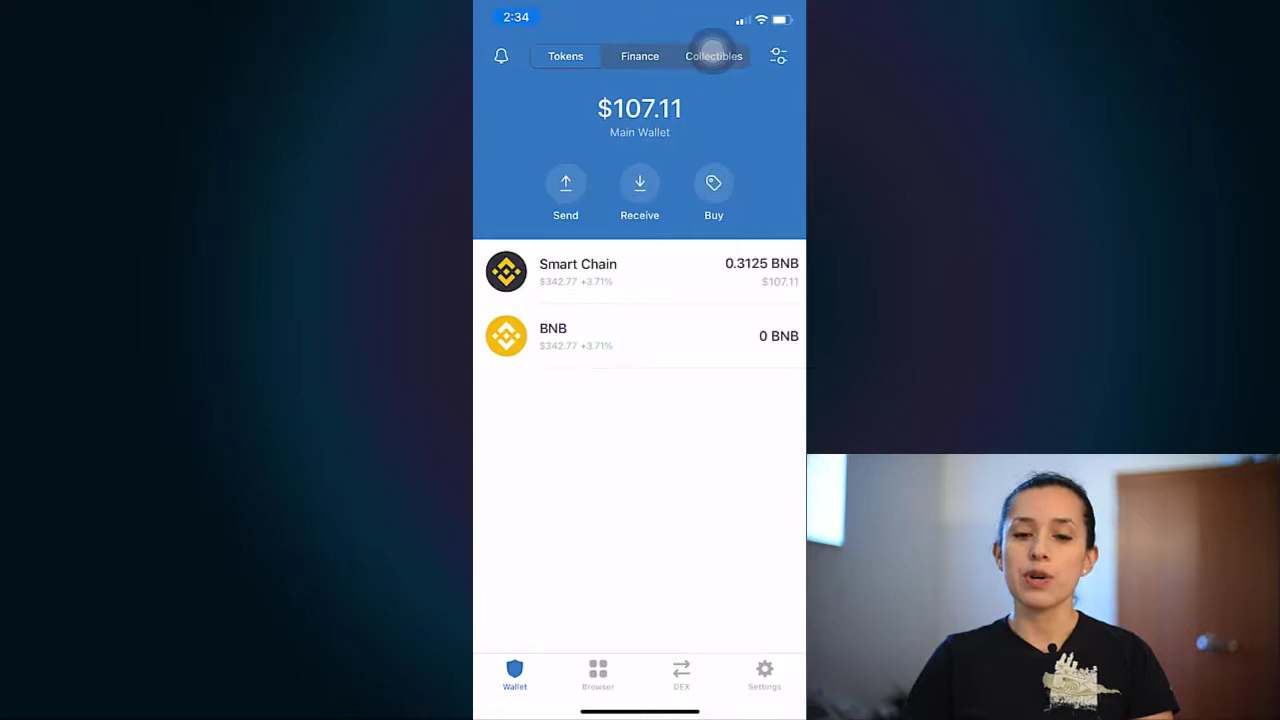 2:34
Tokens Finance Collectibles
$107.11
Main Wallet
Send Receive Buy
Smart Chain 0.3125 BNB
$342.77 +3.71% $107.11
BNB 0 BNB
$342.77 +3.71%
Wallet Browser DEX Settings